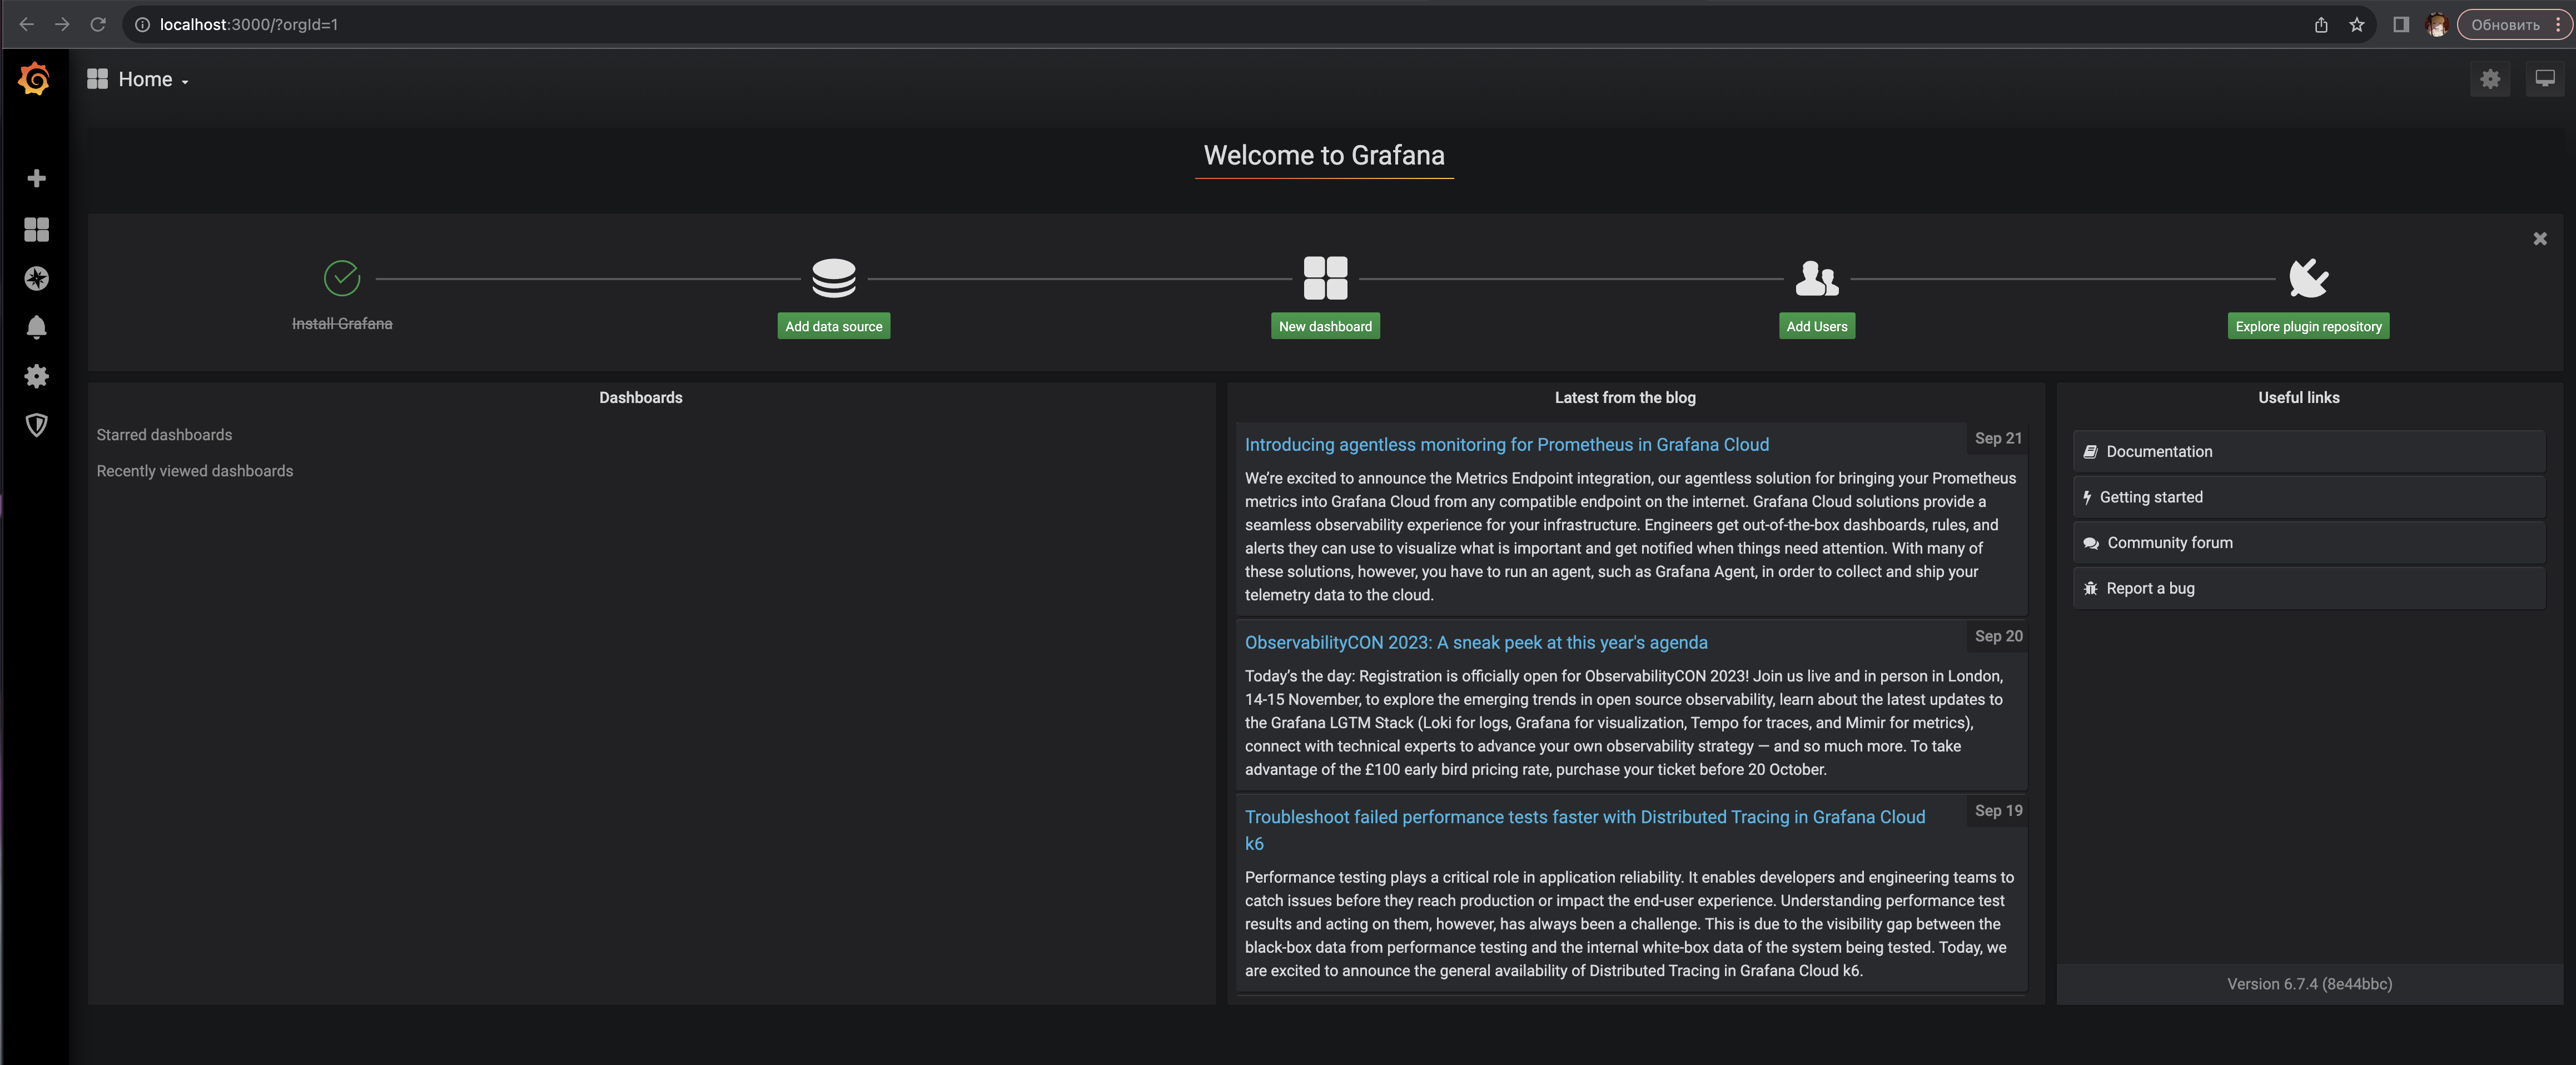 localhost:3000/?orgId=1
Обновить
Home
Welcome to Grafana
Install Grafana
Add data source
New dashboard
Add Users
Explore plugin repository
Dashboards
Starred dashboards
Recently viewed dashboards
Latest from the blog
Introducing agentless monitoring for Prometheus in Grafana Cloud
Sep 21
We’re excited to announce the Metrics Endpoint integration, our agentless solution for bringing your Prometheus
metrics into Grafana Cloud from any compatible endpoint on the internet. Grafana Cloud solutions provide a
seamless observability experience for your infrastructure. Engineers get out-of-the-box dashboards, rules, and
alerts they can use to visualize what is important and get notified when things need attention. With many of
these solutions, however, you have to run an agent, such as Grafana Agent, in order to collect and ship your
telemetry data to the cloud.
ObservabilityCON 2023: A sneak peek at this year's agenda
Sep 20
Today’s the day: Registration is officially open for ObservabilityCON 2023! Join us live and in person in London,
14-15 November, to explore the emerging trends in open source observability, learn about the latest updates to
the Grafana LGTM Stack (Loki for logs, Grafana for visualization, Tempo for traces, and Mimir for metrics),
connect with technical experts to advance your own observability strategy — and so much more. To take
advantage of the £100 early bird pricing rate, purchase your ticket before 20 October.
Troubleshoot failed performance tests faster with Distributed Tracing in Grafana Cloud
k6
Sep 19
Performance testing plays a critical role in application reliability. It enables developers and engineering teams to
catch issues before they reach production or impact the end-user experience. Understanding performance test
results and acting on them, however, has always been a challenge. This is due to the visibility gap between the
black-box data from performance testing and the internal white-box data of the system being tested. Today, we
are excited to announce the general availability of Distributed Tracing in Grafana Cloud k6.
Useful links
Documentation
Getting started
Community forum
Report a bug
Version 6.7.4 (8e44bbc)